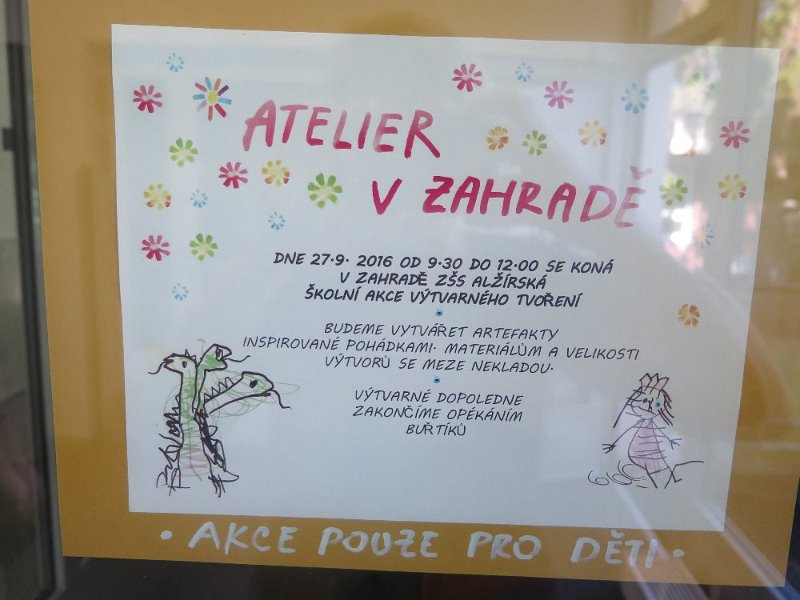 ATELIER
V ZAHRADĚ
DNE 27.9. 2016 OD 9.30 DO 12.00 SE KONÁ
V ZAHRADĚ ZŠS ALŽÍRSKÁ
ŠKOLNÍ AKCE VÝTVARNÉHO TVOŘENÍ
BUDEME VYTVÁŘET ARTEFAKTY
INSPIROVANÉ POHÁDKAMI. MATERIÁLŮM A VELIKOSTI
VÝTVORŮ SE MEZE NEKLADOU.
VÝTVARNÉ DOPOLEDNE
ZAKONČÍME OPÉKÁNÍM
BUŘTÍKŮ
• AKCE POUZE PRO DĚTI •